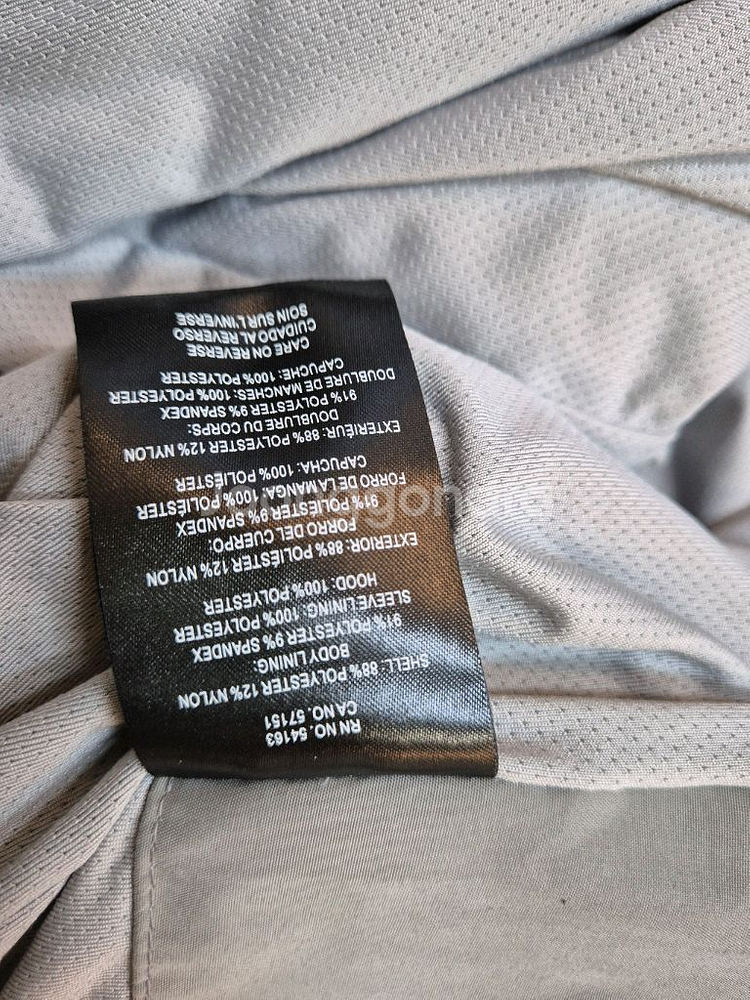 RN NO. 54163
CA NO. 57151
SHELL: 88% POLYESTER 12% NYLON
BODY LINING:
91% POLYESTER 9% SPANDEX
SLEEVE LINING: 100% POLYESTER
HOOD: 100% POLYESTER
EXTERIOR: 88% POLIÉSTER 12% NYLON
FORRO DEL CUERPO:
91% POLYESTER 9% SPANDEX
FORRO DE LA MANGA: 100% POLIÉSTER
CAPUCHA: 100% POLIÉSTER
EXTERIEUR: 88% POLYESTER 12% NYLON
DOUBLURE DU CORPS:
91% POLYESTER 9% SPANDEX
DOUBLURE DE MANCHES: 100% POLYESTER
CAPUCHE: 100% POLYESTER
CARE ON REVERSE
CUIDADO AL REVERSO
SOIN SUR L'INVERSE